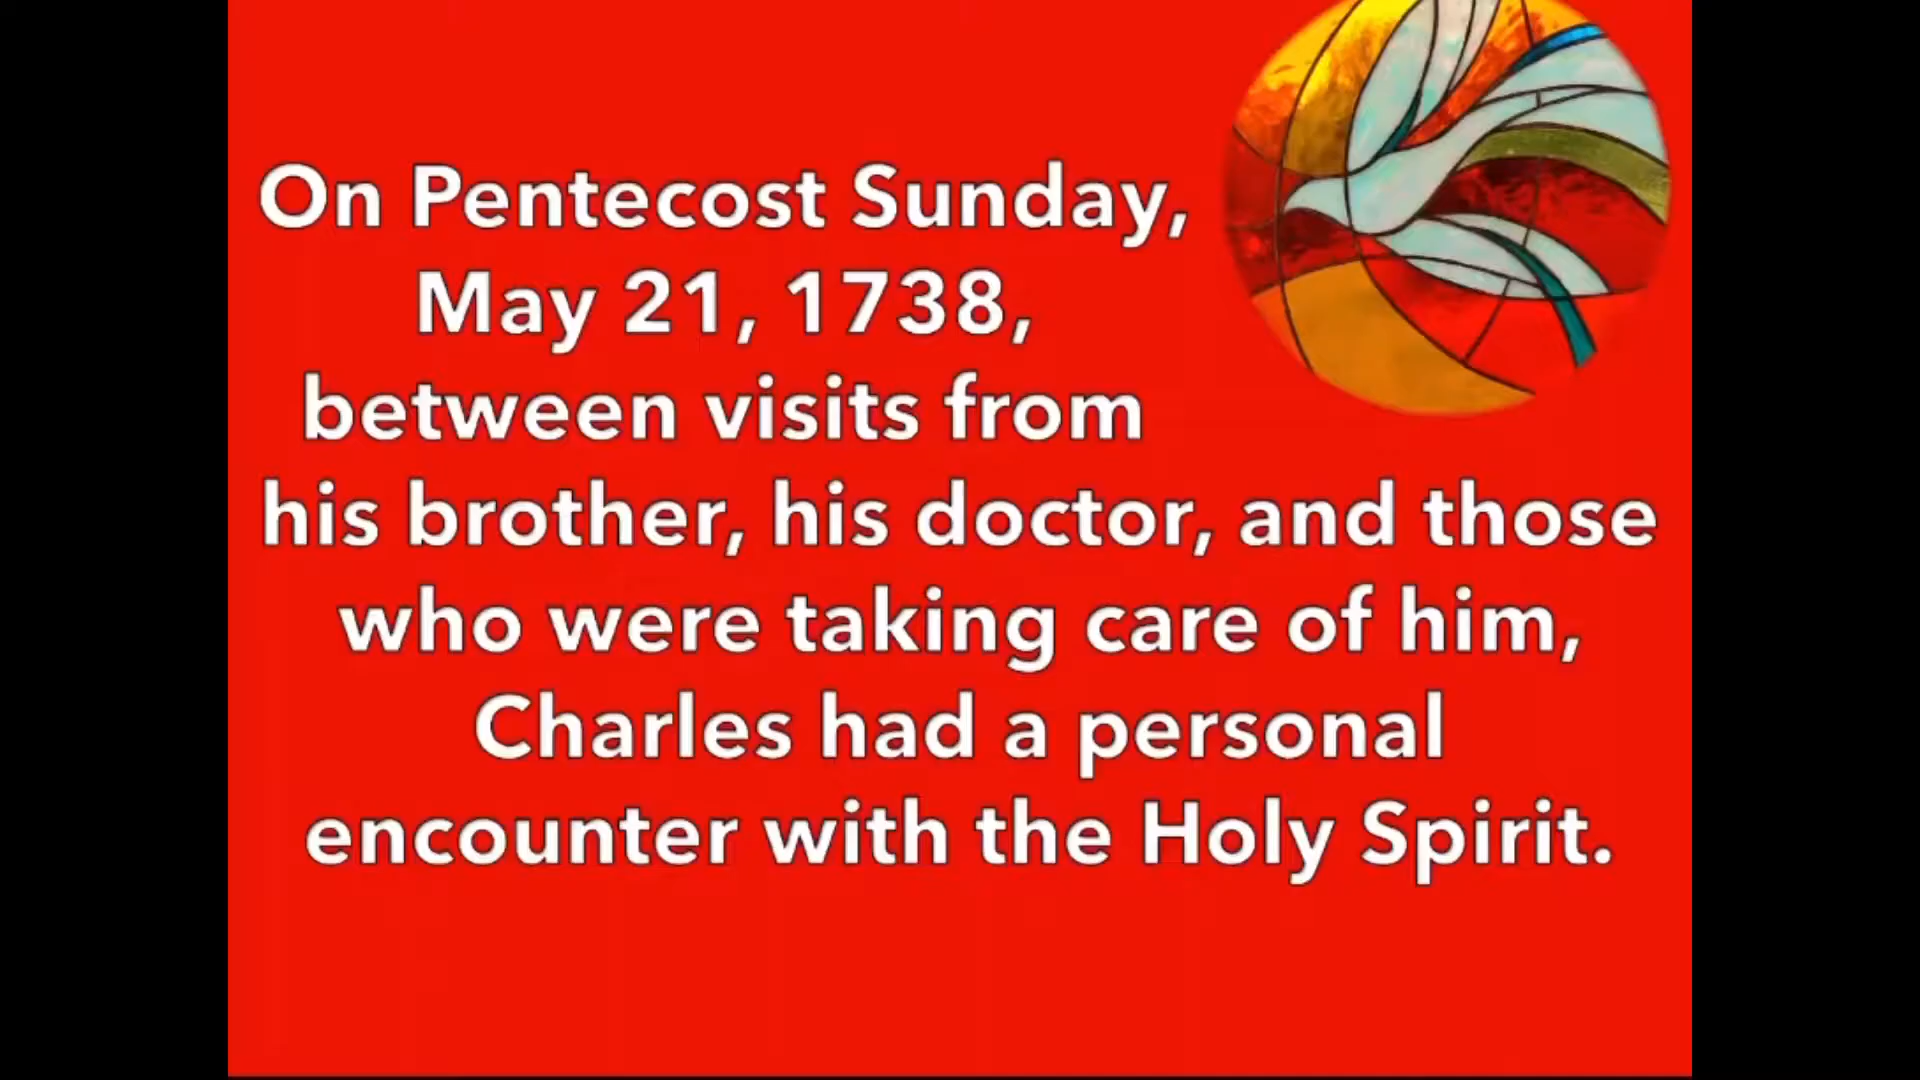 On Pentecost Sunday,
May 21, 1738,
between visits from
his brother, his doctor, and those
who were taking care of him,
Charles had a personal
encounter with the Holy Spirit.